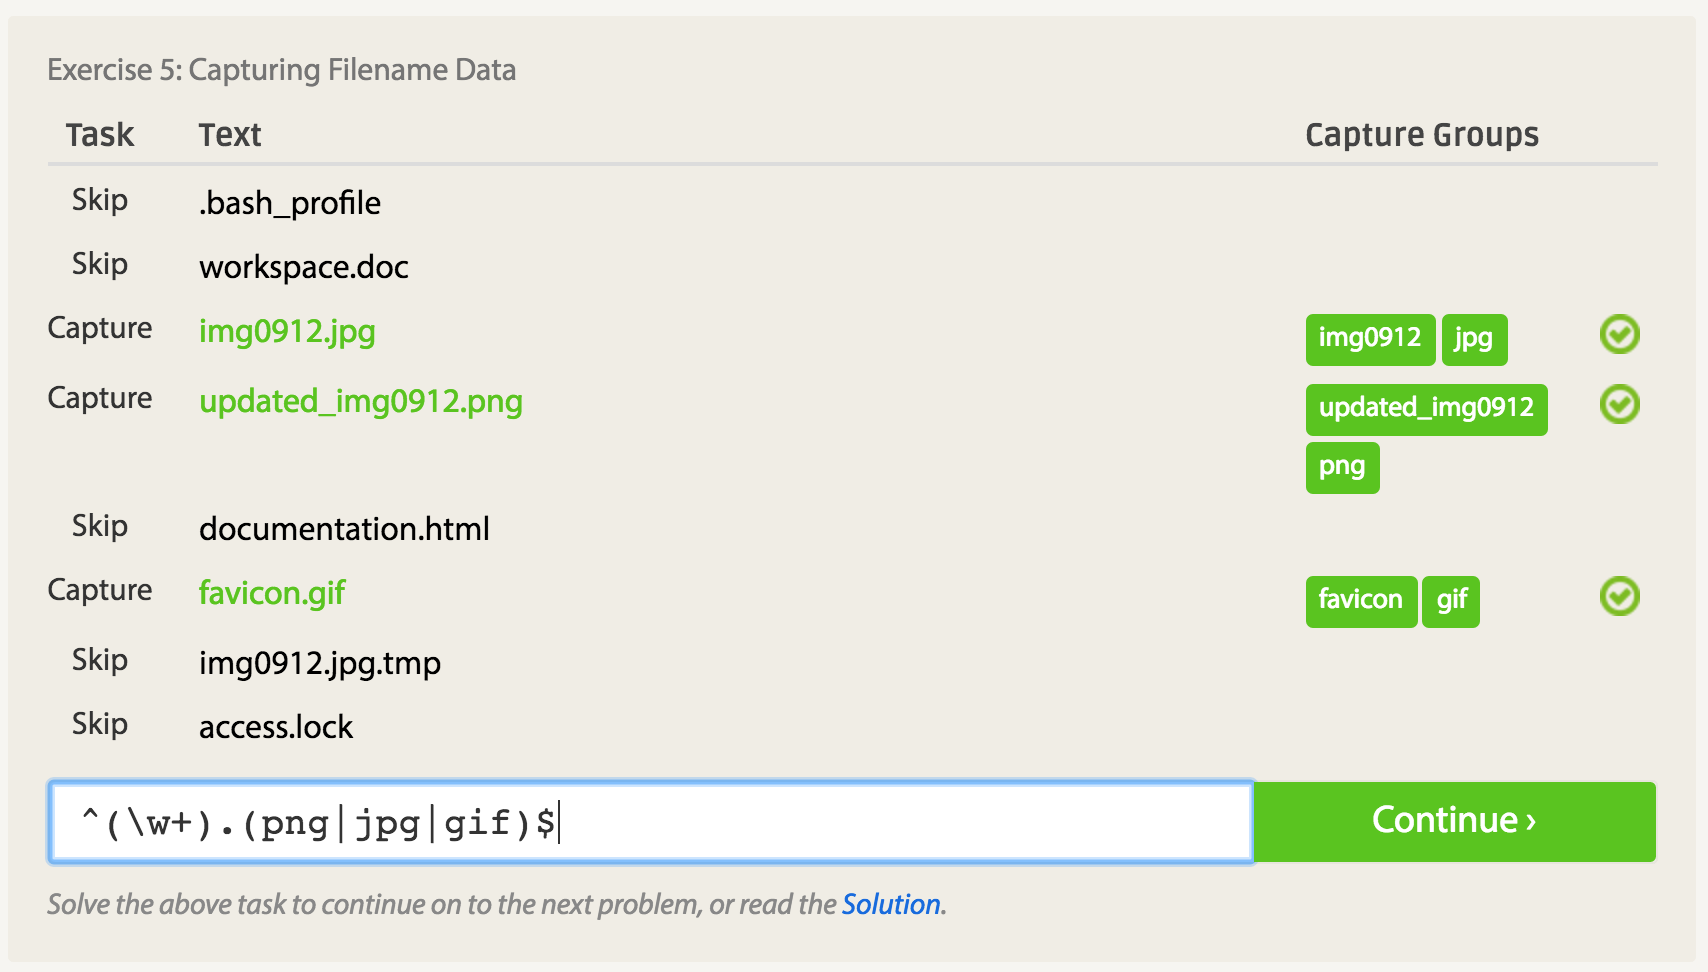 Exercise 5: Capturing Filename Data
Task Text Capture Groups
Skip .bash_profile
Skip workspace.doc
Capture img0912.jpg img0912 jpg
Capture updated_img0912.png updated_img0912
png
Skip documentation.html
Capture favicon.gif favicon gif
Skip img0912.jpg.tmp
Skip access.lock
^(\w+).(png|jpg|gif)$ Continue ›
Solve the above task to continue on to the next problem, or read the Solution.